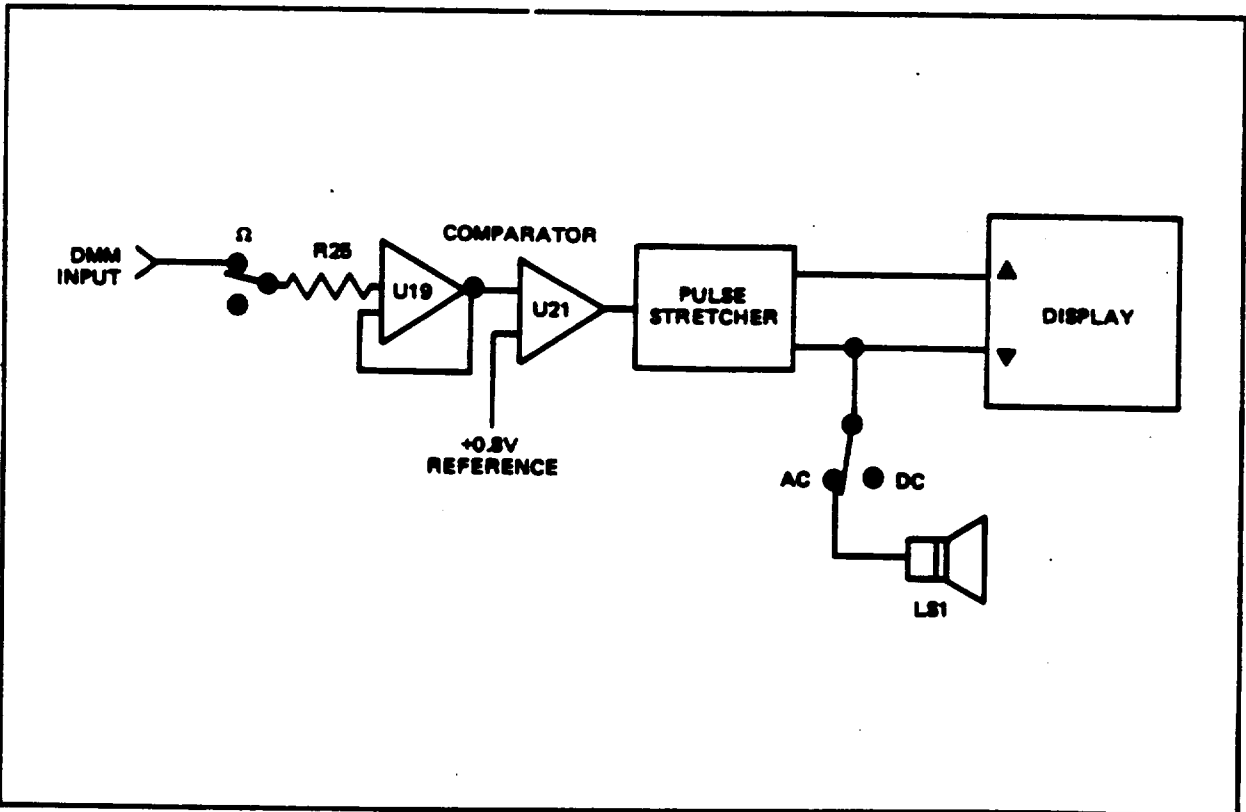 DMM
INPUT
Ω
R25
U19
COMPARATOR
U21
+0.8V
REFERENCE
PULSE
STRETCHER
▲
▼
DISPLAY
AC
DC
LS1